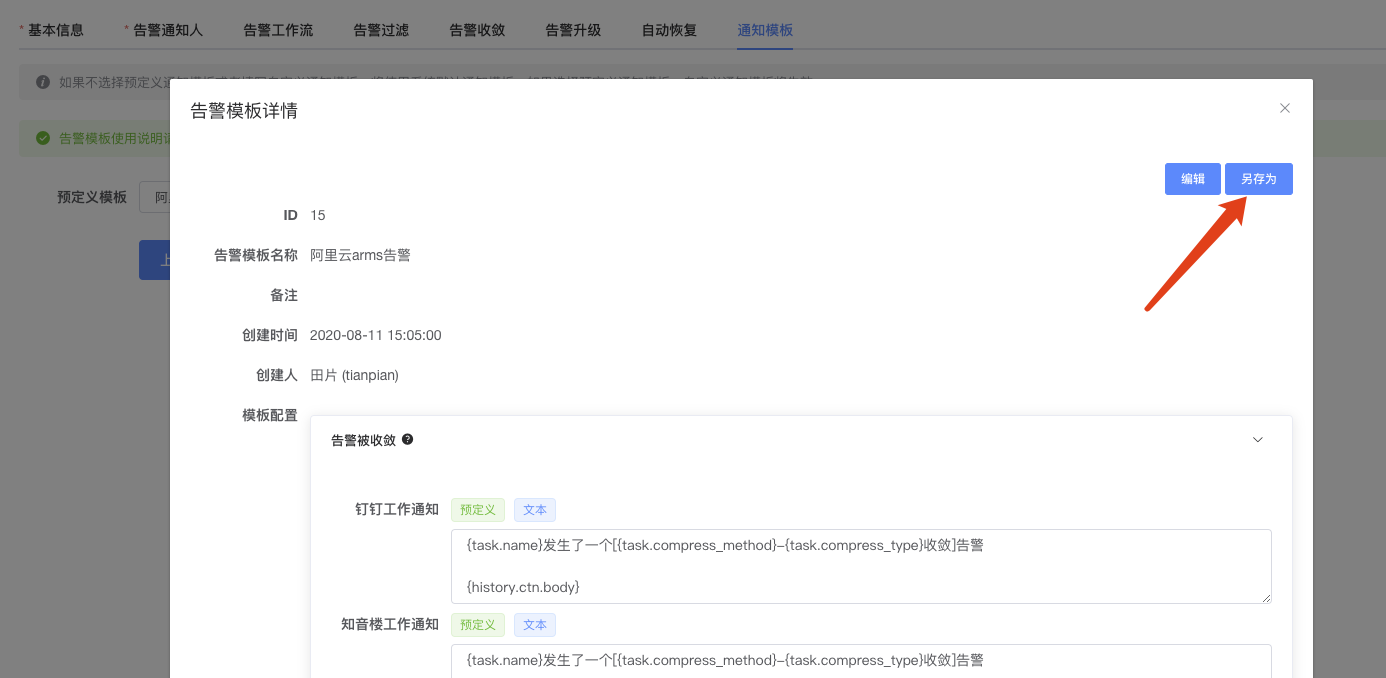 * 基本信息 * 告警通知人 告警工作流 告警过滤 告警收敛 告警升级 自动恢复 通知模板
如果不选择预定义
告警模板详情
告警模板使用说明
编辑 另存为
预定义模板 阿
ID 15
告警模板名称 阿里云arms告警
上
备注
创建时间 2020-08-11 15:05:00
创建人 田片 (tianpian)
模板配置
告警被收敛
钉钉工作通知 预定义 文本
{task.name}发生了一个[{task.compress_method}-{task.compress_type}收敛]告警
{history.ctn.body}
知音楼工作通知 预定义 文本
{task.name}发生了一个[{task.compress_method}-{task.compress_type}收敛]告警